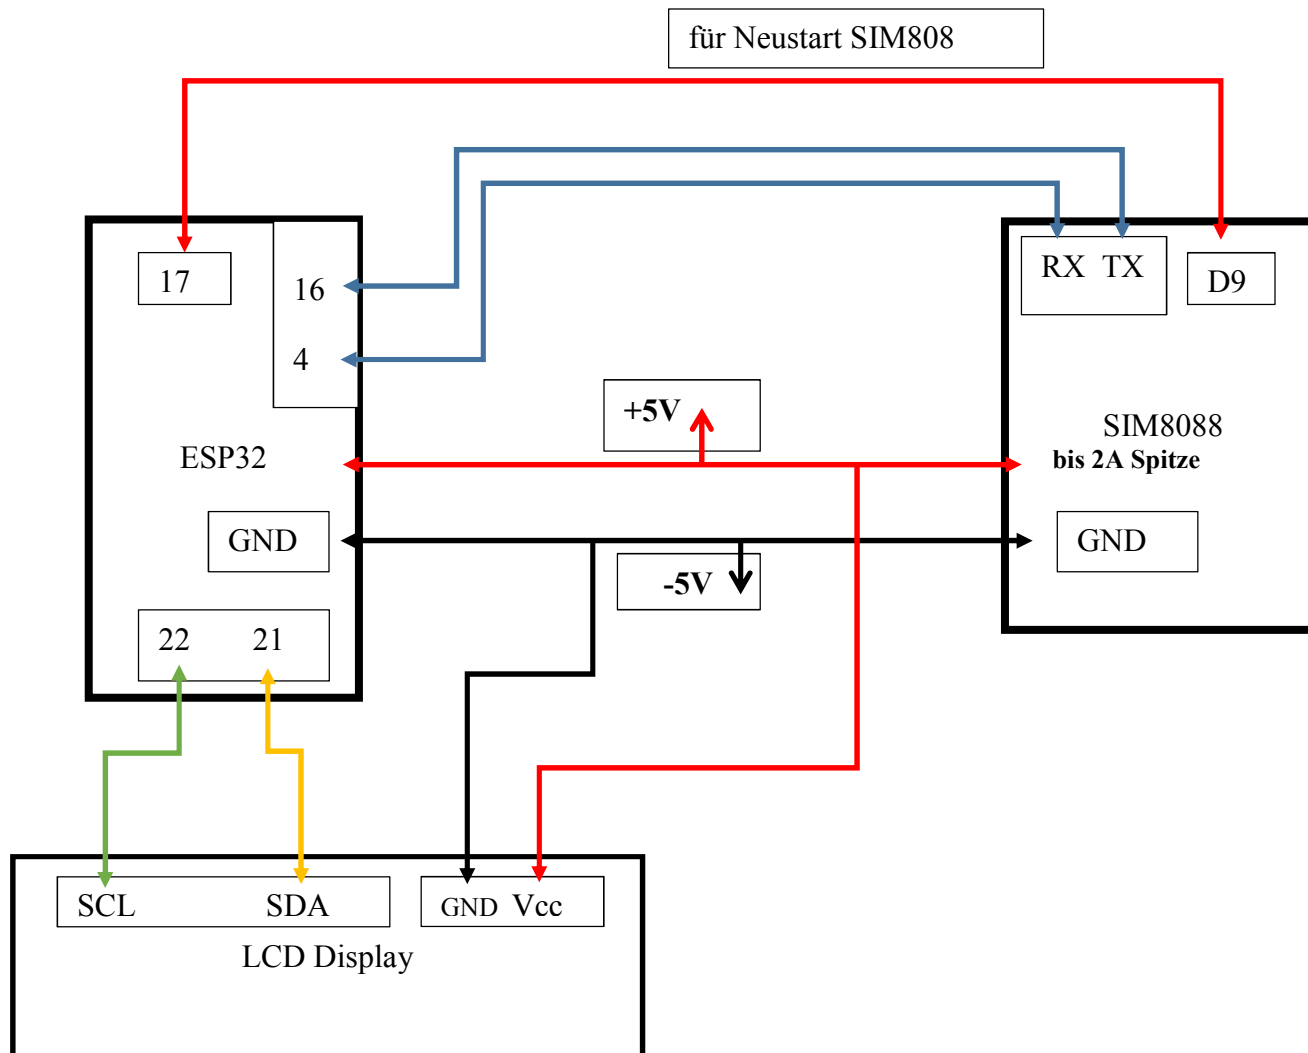 für Neustart SIM808
17
16
4
RX TX
D9
+5V
ESP32
SIM8088
bis 2A Spitze
GND
GND
-5V
22 21
SCL SDA
GND Vcc
LCD Display